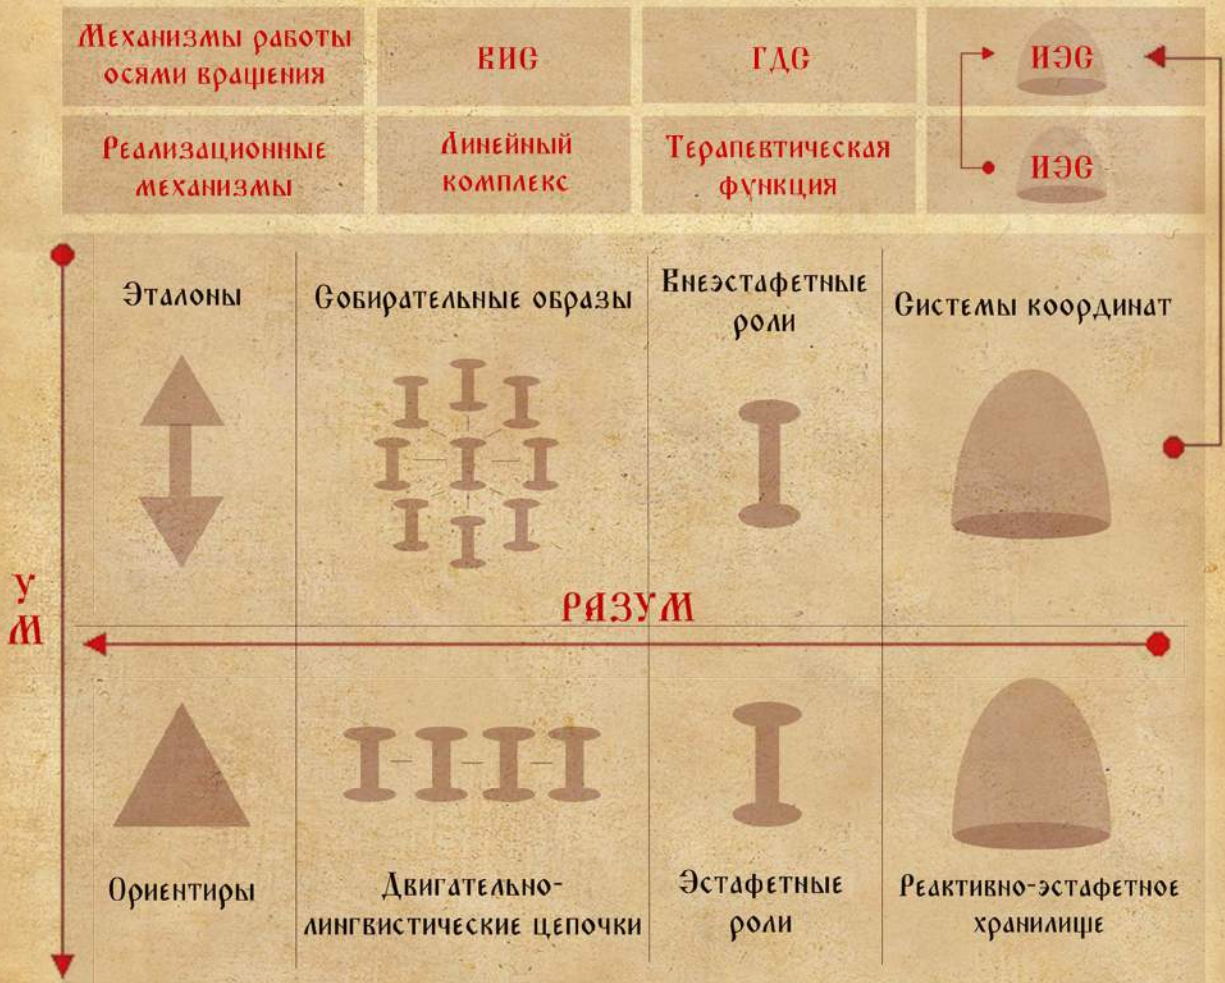 Механизмы работы
осями вращения
ВИС
ГДС
ИЭС
Реализационные
механизмы
Линейный
комплекс
Терапевтическая
функция
ИЭС
Эталоны
Собирательные образы
Внеэстафетные
роли
Системы координат
УМ
РАЗУМ
Ориентиры
Двигательно-
лингвистические цепочки
Эстафетные
роли
Реактивно-эстафетное
хранилище